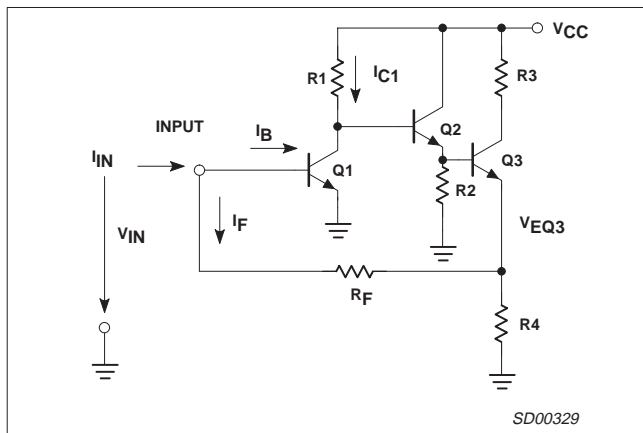 VCC
R1
IC1
R3
INPUT
IB
Q2
IIN
Q1
R2
Q3
IF
VIN
VEQ3
RF
R4
SD00329